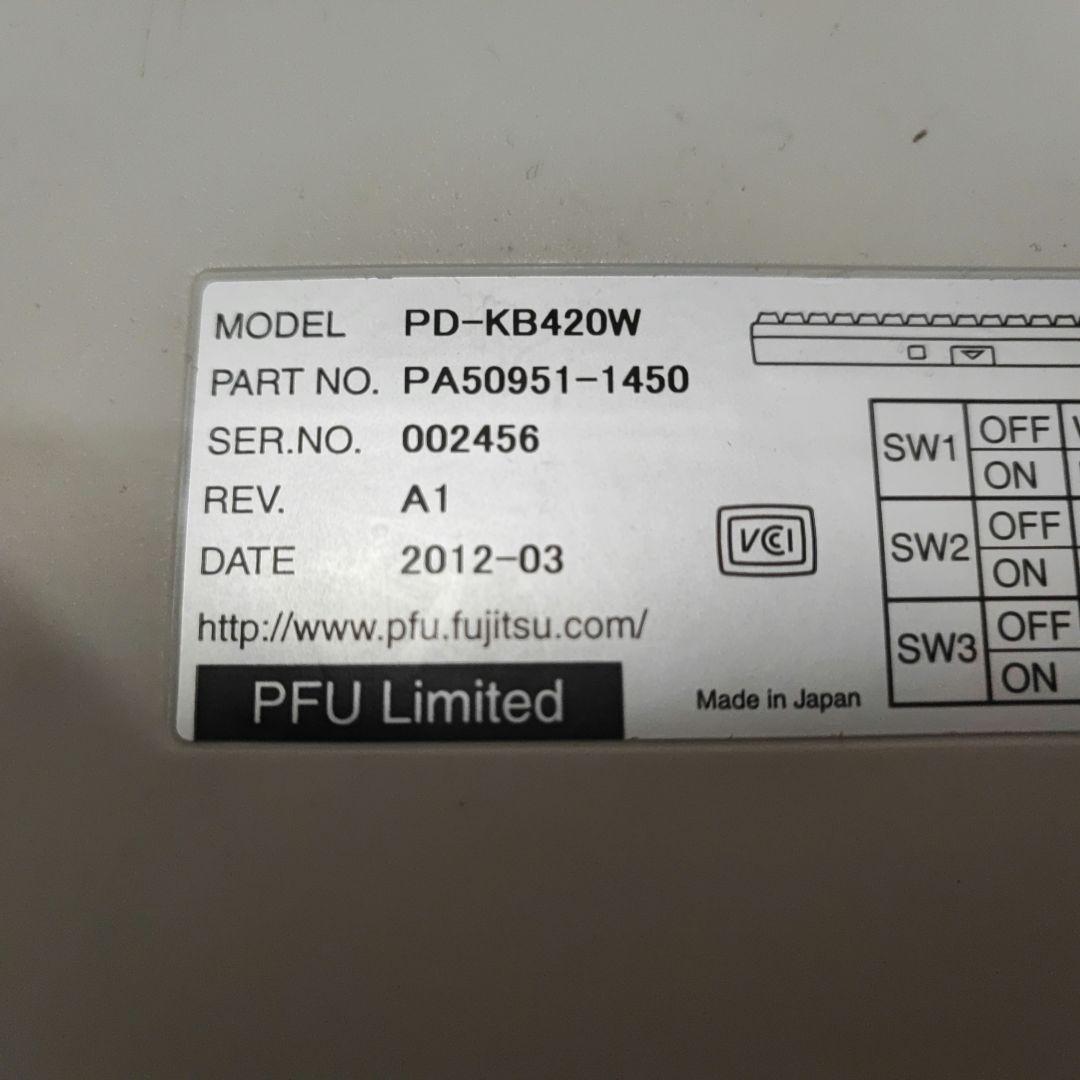 MODEL PD-KB420W
PART NO. PA50951-1450
SER.NO. 002456
REV. A1
DATE 2012-03
http://www.pfu.fujitsu.com/
PFU Limited
VCCI
Made in Japan
SW1 OFF
ON
SW2 OFF
ON
SW3 OFF
ON